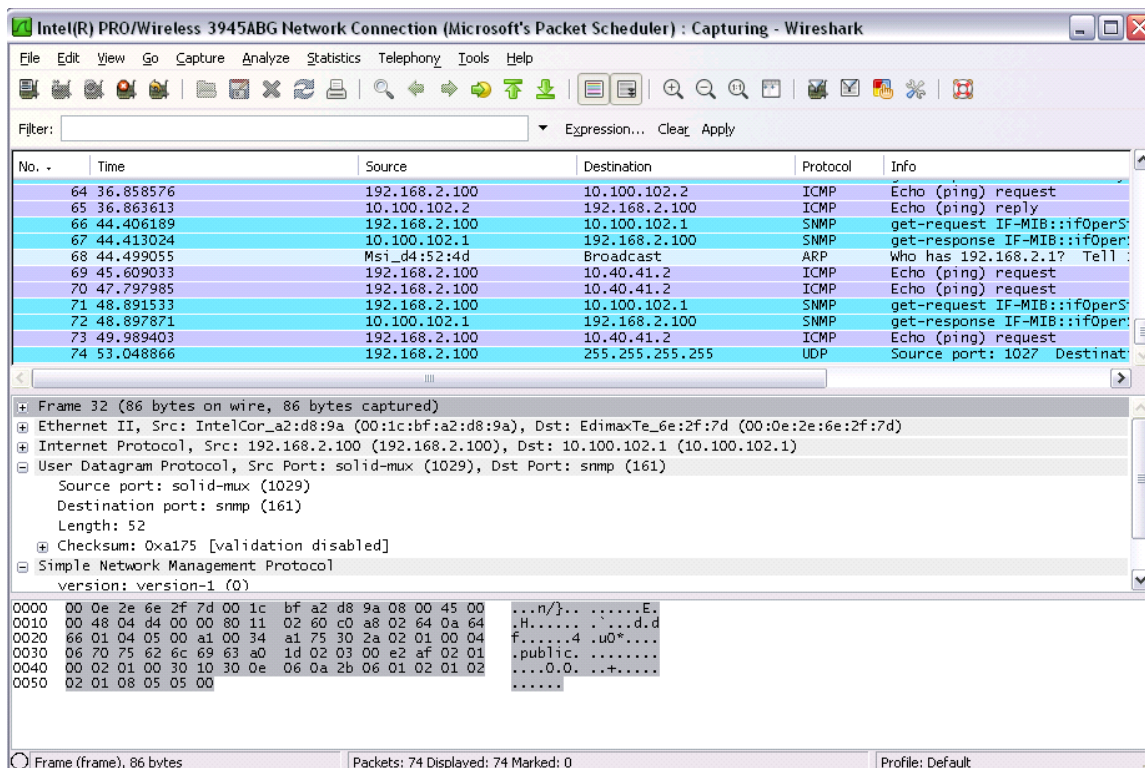 Intel(R) PRO/Wireless 3945ABG Network Connection (Microsoft's Packet Scheduler) : Capturing - Wireshark
File Edit View Go Capture Analyze Statistics Telephony Tools Help
Filter: Expression... Clear Apply
No. - Time Source Destination Protocol Info
64 36.858576 192.168.2.100 10.100.102.2 ICMP Echo (ping) request
65 36.863613 10.100.102.2 192.168.2.100 ICMP Echo (ping) reply
66 44.406189 192.168.2.100 10.100.102.1 SNMP get-request IF-MIB::ifOperS
67 44.413024 10.100.102.1 192.168.2.100 SNMP get-response IF-MIB::ifOper
68 44.499055 Msi_d4:52:4d Broadcast ARP Who has 192.168.2.1? Tell
69 45.609033 192.168.2.100 10.40.41.2 ICMP Echo (ping) request
70 47.797985 192.168.2.100 10.40.41.2 ICMP Echo (ping) request
71 48.891533 192.168.2.100 10.100.102.1 SNMP get-request IF-MIB::ifOperS
72 48.897871 10.100.102.1 192.168.2.100 SNMP get-response IF-MIB::ifOper
73 49.989403 192.168.2.100 10.40.41.2 ICMP Echo (ping) request
74 53.048866 192.168.2.100 255.255.255.255 UDP Source port: 1027 Destinat
Frame 32 (86 bytes on wire, 86 bytes captured)
Ethernet II, Src: IntelCor_a2:d8:9a (00:1c:bf:a2:d8:9a), Dst: EdimaxTe_6e:2f:7d (00:0e:2e:6e:2f:7d)
Internet Protocol, Src: 192.168.2.100 (192.168.2.100), Dst: 10.100.102.1 (10.100.102.1)
User Datagram Protocol, Src Port: solid-mux (1029), Dst Port: snmp (161)
Source port: solid-mux (1029)
Destination port: snmp (161)
Length: 52
Checksum: 0xa175 [validation disabled]
Simple Network Management Protocol
version: version-1 (0)
0000 00 0e 2e 6e 2f 7d 00 1c bf a2 d8 9a 08 00 45 00 ...n/}.. ......E.
0010 00 48 04 d4 00 00 80 11 02 60 c0 a8 02 64 0a 64 .H...... .`...d.d
0020 66 01 04 05 00 a1 00 34 a1 75 30 2a 02 01 00 04 f......4 .u0*....
0030 06 70 75 62 6c 69 63 a0 1d 02 03 00 e2 af 02 01 .public. ........
0040 00 02 01 00 30 10 30 0e 06 0a 2b 06 01 02 01 02 ....0.0. ..+.....
0050 02 01 08 05 05 00 ......
Frame (frame), 86 bytes Packets: 74 Displayed: 74 Marked: 0 Profile: Default